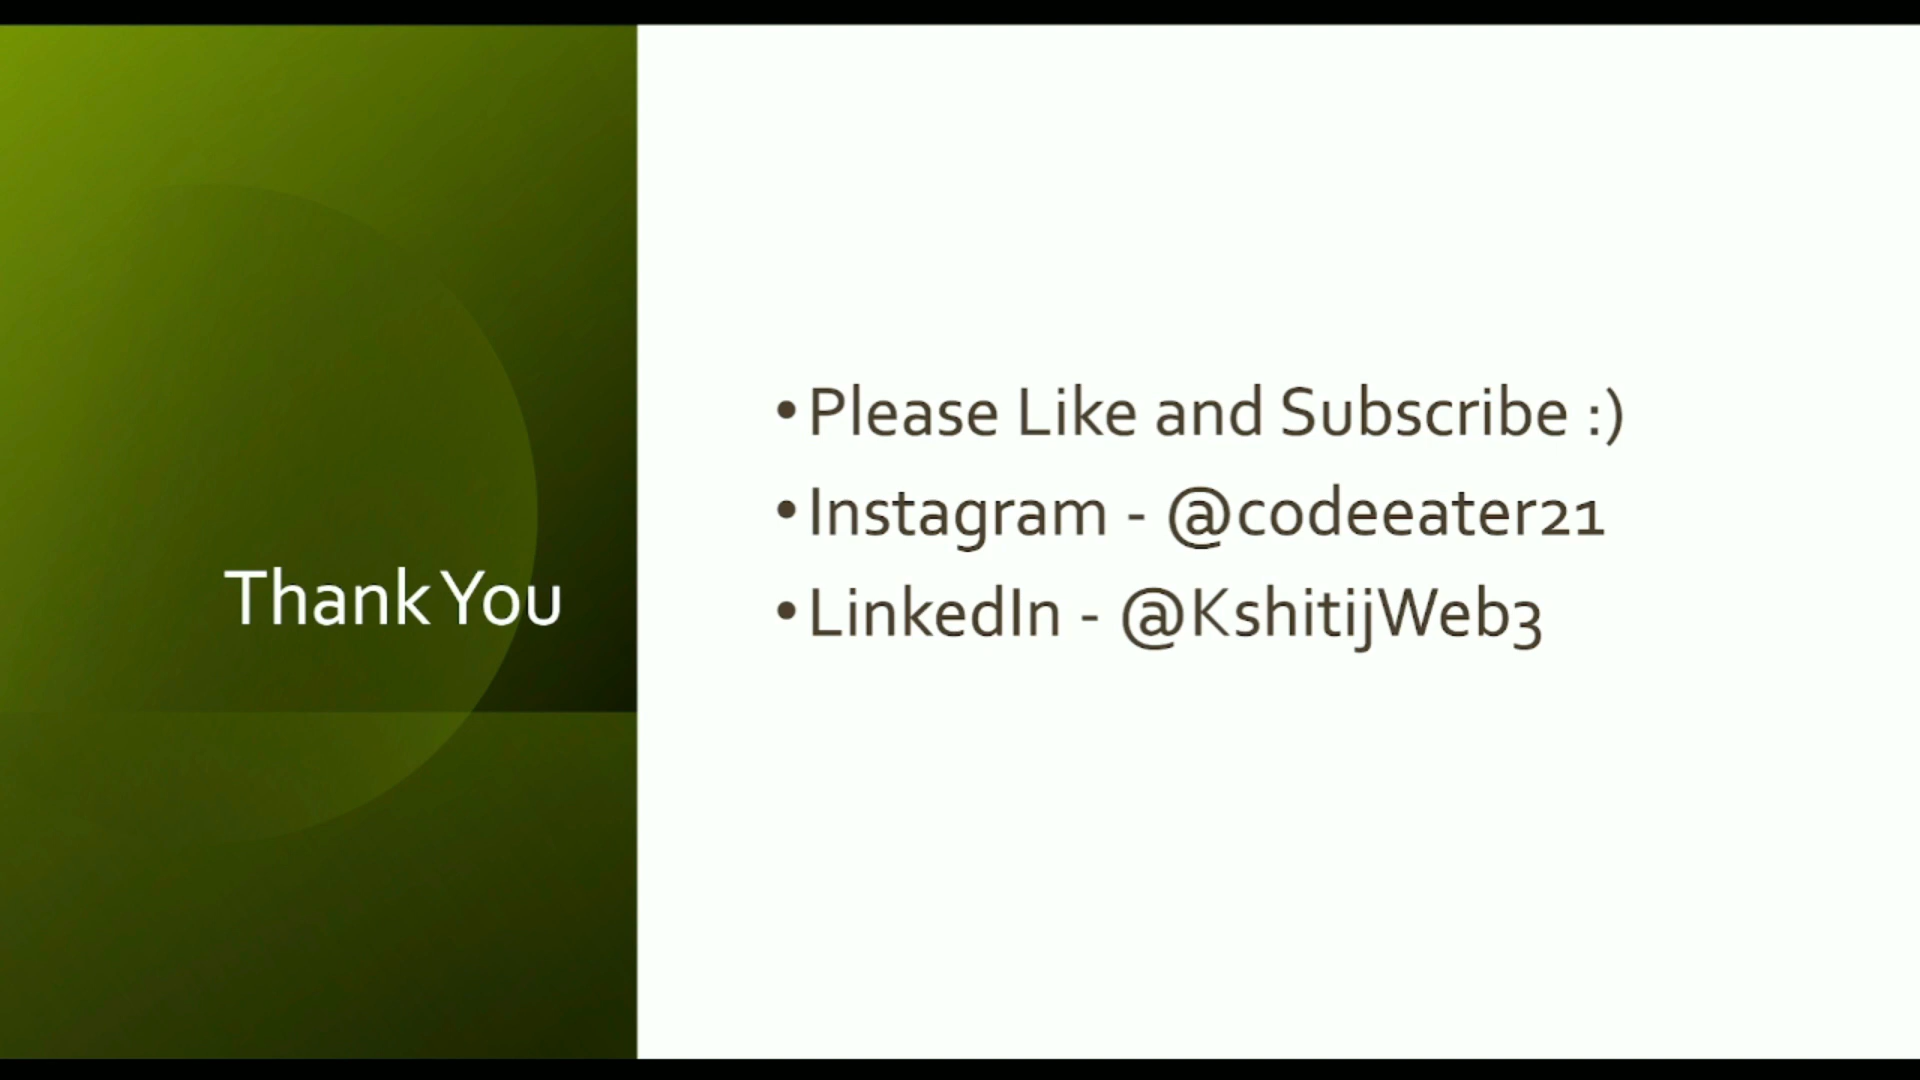 Thank You
• Please Like and Subscribe :)
• Instagram - @codeeater21
• LinkedIn - @KshitijWeb3